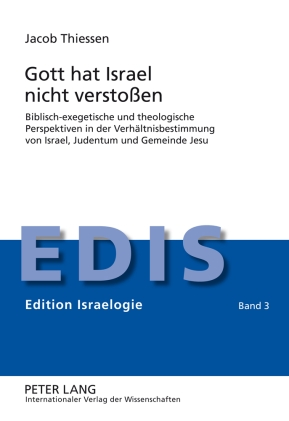 Jacob Thiessen
Gott hat Israel
nicht verstoßen
Biblisch-exegetische und theologische
Perspektiven in der Verhältnisbestimmung
von Israel, Judentum und Gemeinde Jesu
EDIS
Edition Israelogie
Band 3
PETER LANG
Internationaler Verlag der Wissenschaften